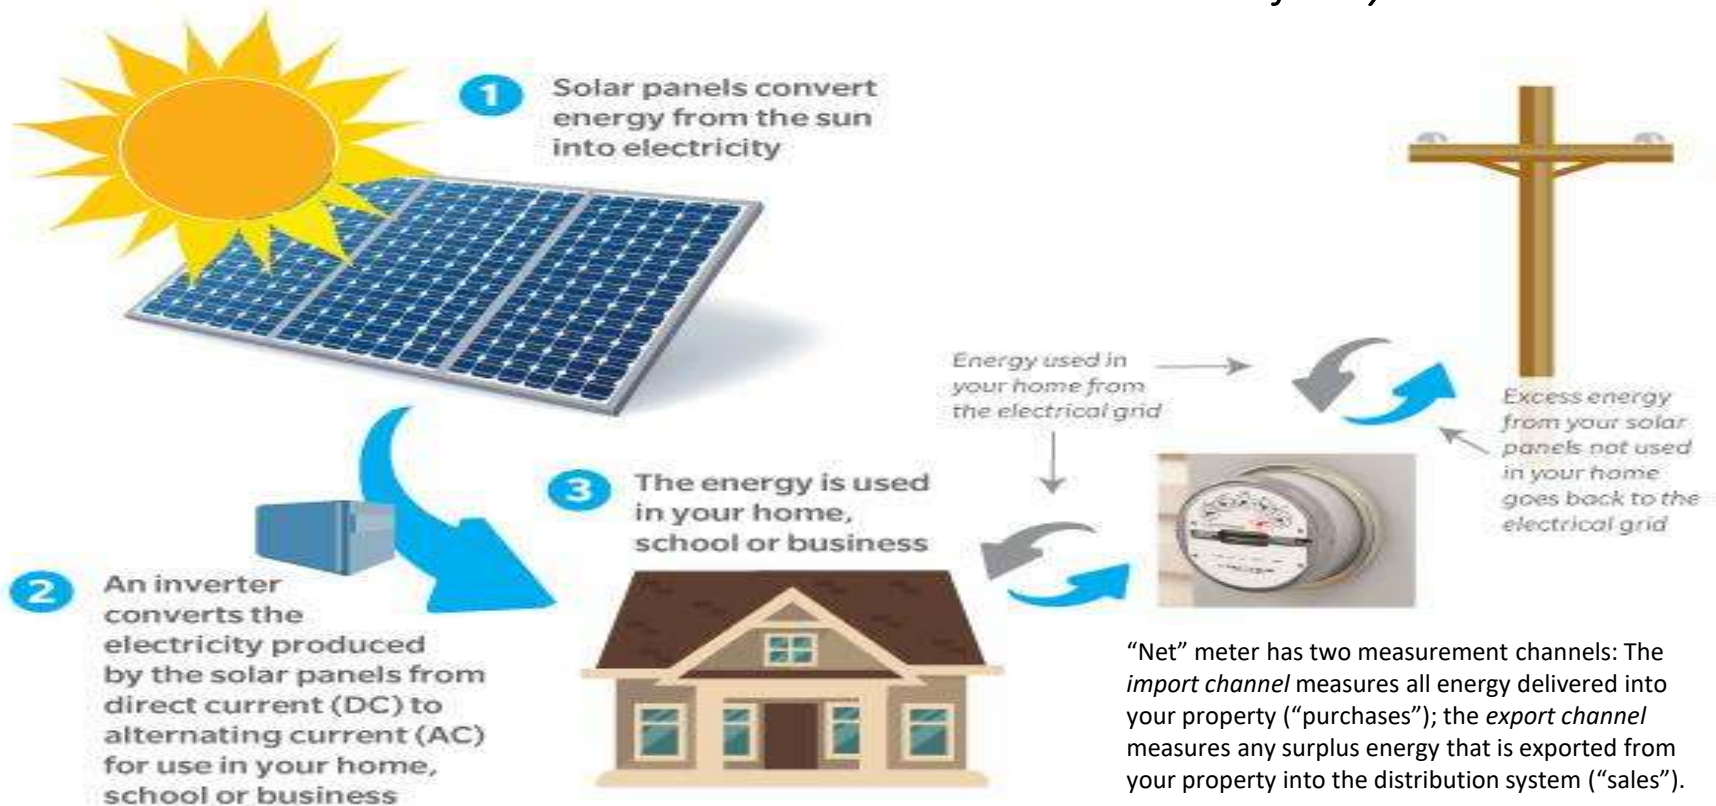 1 Solar panels convert
energy from the sun
into electricity
Energy used in
your home from
the electrical grid
Excess energy
from your solar
panels not used
in your home
goes back to the
electrical grid
3 The energy is used
in your home,
school or business
2 An inverter
converts the
electricity produced
by the solar panels from
direct current (DC) to
alternating current (AC)
for use in your home,
school or business
“Net” meter has two measurement channels: The
import channel measures all energy delivered into
your property (“purchases”); the export channel
measures any surplus energy that is exported from
your property into the distribution system (“sales”).